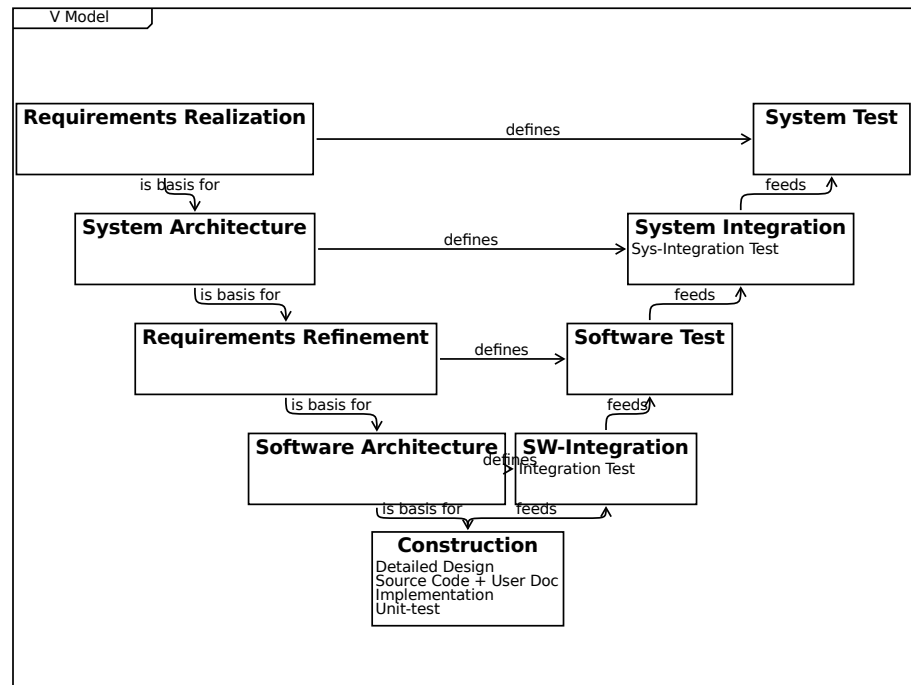 V Model
Requirements Realization
defines
System Test
is basis for
feeds
System Architecture
defines
System Integration
Sys-Integration Test
is basis for
feeds
Requirements Refinement
defines
Software Test
is basis for
feeds
Software Architecture
defines
SW-Integration
Integration Test
is basis for
feeds
Construction
Detailed Design
Source Code + User Doc
Implementation
Unit-test